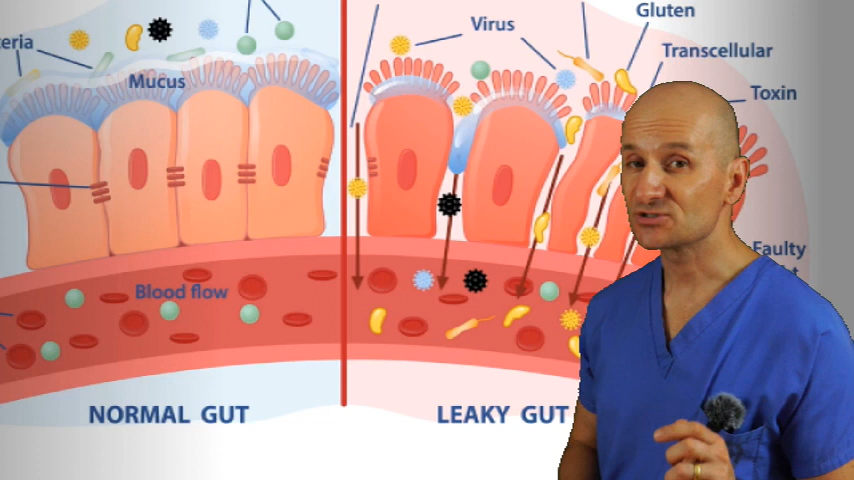 Virus
Gluten
Transcellular
Mucus
Toxin
Faulty
Blood flow
NORMAL GUT
LEAKY GUT